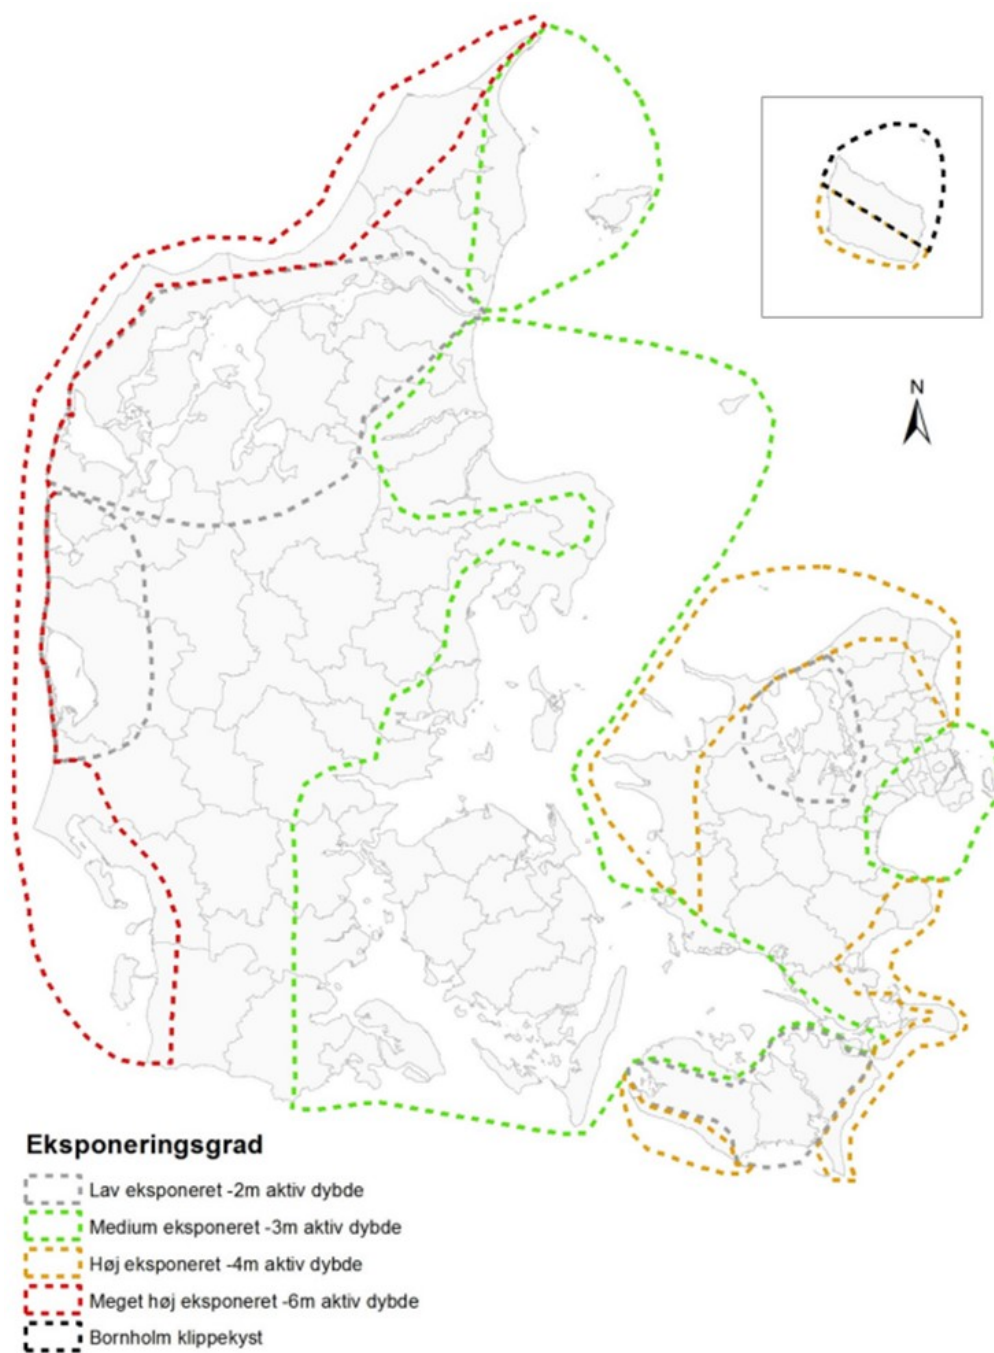 N
Eksponeringsgrad
Lav eksponeret -2m aktiv dybde
Medium eksponeret -3m aktiv dybde
Høj eksponeret -4m aktiv dybde
Meget høj eksponeret -6m aktiv dybde
Bornholm klippekyst